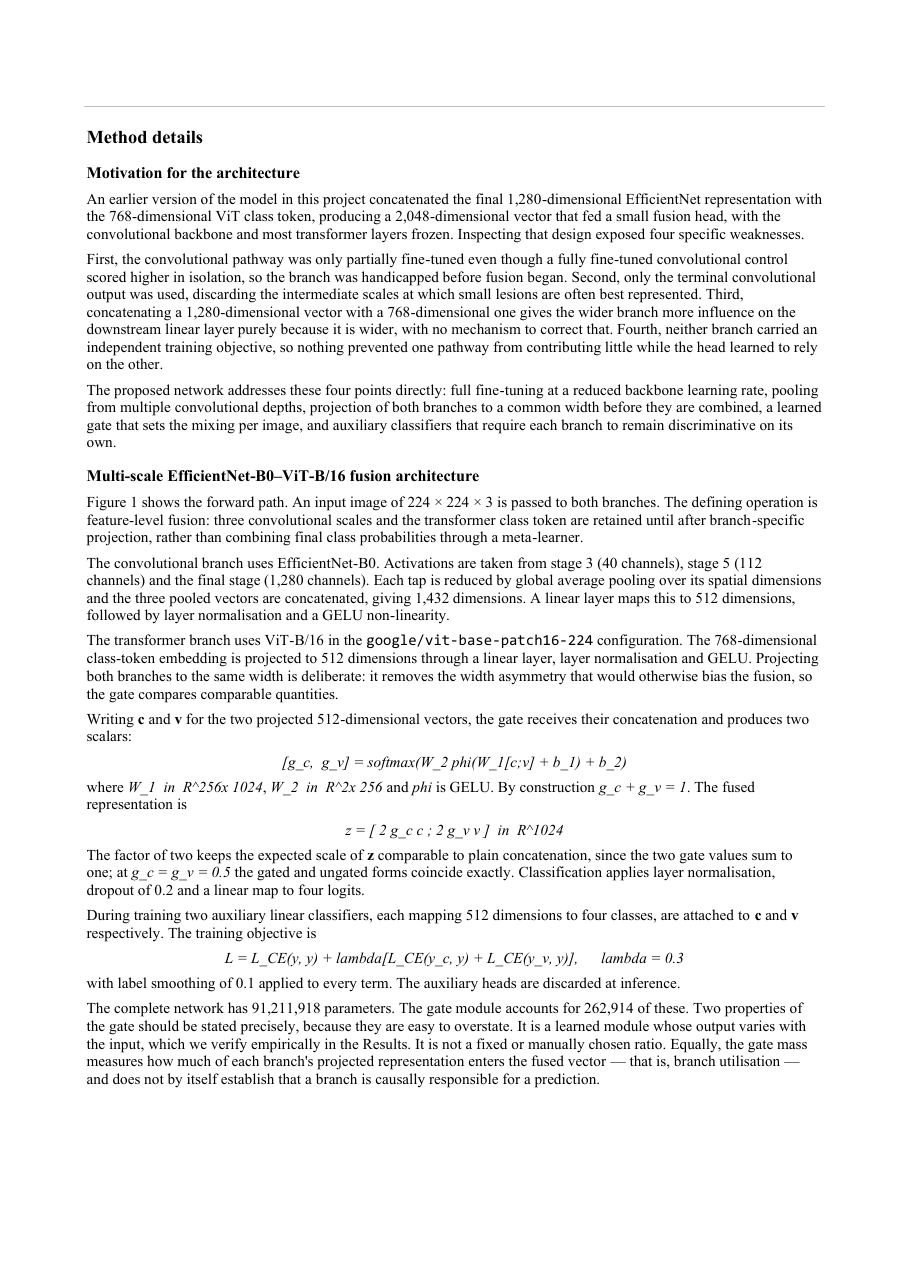 Method details
Motivation for the architecture
An earlier version of the model in this project concatenated the final 1,280-dimensional EfficientNet representation with
the 768-dimensional ViT class token, producing a 2,048-dimensional vector that fed a small fusion head, with the
convolutional backbone and most transformer layers frozen. Inspecting that design exposed four specific weaknesses.
First, the convolutional pathway was only partially fine-tuned even though a fully fine-tuned convolutional control
scored higher in isolation, so the branch was handicapped before fusion began. Second, only the terminal convolutional
output was used, discarding the intermediate scales at which small lesions are often best represented. Third,
concatenating a 1,280-dimensional vector with a 768-dimensional one gives the wider branch more influence on the
downstream linear layer purely because it is wider, with no mechanism to correct that. Fourth, neither branch carried an
independent training objective, so nothing prevented one pathway from contributing little while the head learned to rely
on the other.
The proposed network addresses these four points directly: full fine-tuning at a reduced backbone learning rate, pooling
from multiple convolutional depths, projection of both branches to a common width before they are combined, a learned
gate that sets the mixing per image, and auxiliary classifiers that require each branch to remain discriminative on its
own.
Multi-scale EfficientNet-B0–ViT-B/16 fusion architecture
Figure 1 shows the forward path. An input image of 224 × 224 × 3 is passed to both branches. The defining operation is
feature-level fusion: three convolutional scales and the transformer class token are retained until after branch-specific
projection, rather than combining final class probabilities through a meta-learner.
The convolutional branch uses EfficientNet-B0. Activations are taken from stage 3 (40 channels), stage 5 (112
channels) and the final stage (1,280 channels). Each tap is reduced by global average pooling over its spatial dimensions
and the three pooled vectors are concatenated, giving 1,432 dimensions. A linear layer maps this to 512 dimensions,
followed by layer normalisation and a GELU non-linearity.
The transformer branch uses ViT-B/16 in the google/vit-base-patch16-224 configuration. The 768-dimensional
class-token embedding is projected to 512 dimensions through a linear layer, layer normalisation and GELU. Projecting
both branches to the same width is deliberate: it removes the width asymmetry that would otherwise bias the fusion, so
the gate compares comparable quantities.
Writing c and v for the two projected 512-dimensional vectors, the gate receives their concatenation and produces two
scalars:
[g_c, g_v] = softmax(W_2 phi(W_1[c;v] + b_1) + b_2)
where W_1 in R^256x 1024, W_2 in R^2x 256 and phi is GELU. By construction g_c + g_v = 1. The fused
representation is
z = [ 2 g_c c ; 2 g_v v ] in R^1024
The factor of two keeps the expected scale of z comparable to plain concatenation, since the two gate values sum to
one; at g_c = g_v = 0.5 the gated and ungated forms coincide exactly. Classification applies layer normalisation,
dropout of 0.2 and a linear map to four logits.
During training two auxiliary linear classifiers, each mapping 512 dimensions to four classes, are attached to c and v
respectively. The training objective is
L = L_CE(y, y) + lambda[L_CE(y_c, y) + L_CE(y_v, y)], lambda = 0.3
with label smoothing of 0.1 applied to every term. The auxiliary heads are discarded at inference.
The complete network has 91,211,918 parameters. The gate module accounts for 262,914 of these. Two properties of
the gate should be stated precisely, because they are easy to overstate. It is a learned module whose output varies with
the input, which we verify empirically in the Results. It is not a fixed or manually chosen ratio. Equally, the gate mass
measures how much of each branch's projected representation enters the fused vector — that is, branch utilisation —
and does not by itself establish that a branch is causally responsible for a prediction.